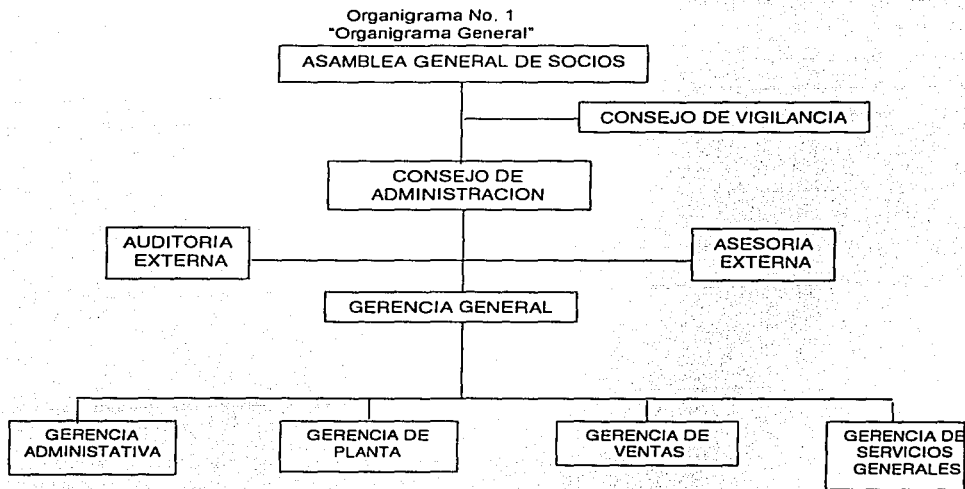 Organigrama No. 1
"Organigrama General"
ASAMBLEA GENERAL DE SOCIOS
CONSEJO DE VIGILANCIA
CONSEJO DE
ADMINISTRACION
AUDITORIA
EXTERNA
ASESORIA
EXTERNA
GERENCIA GENERAL
GERENCIA
ADMINISTATIVA
GERENCIA DE
PLANTA
GERENCIA DE
VENTAS
GERENCIA DE
SERVICIOS
GENERALES